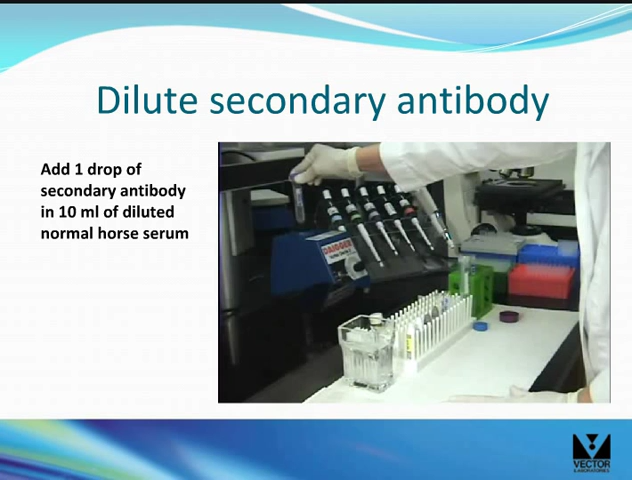 Dilute secondary antibody
Add 1 drop of
secondary antibody
in 10 ml of diluted
normal horse serum
DANGER
VECTOR
LABORATORIES